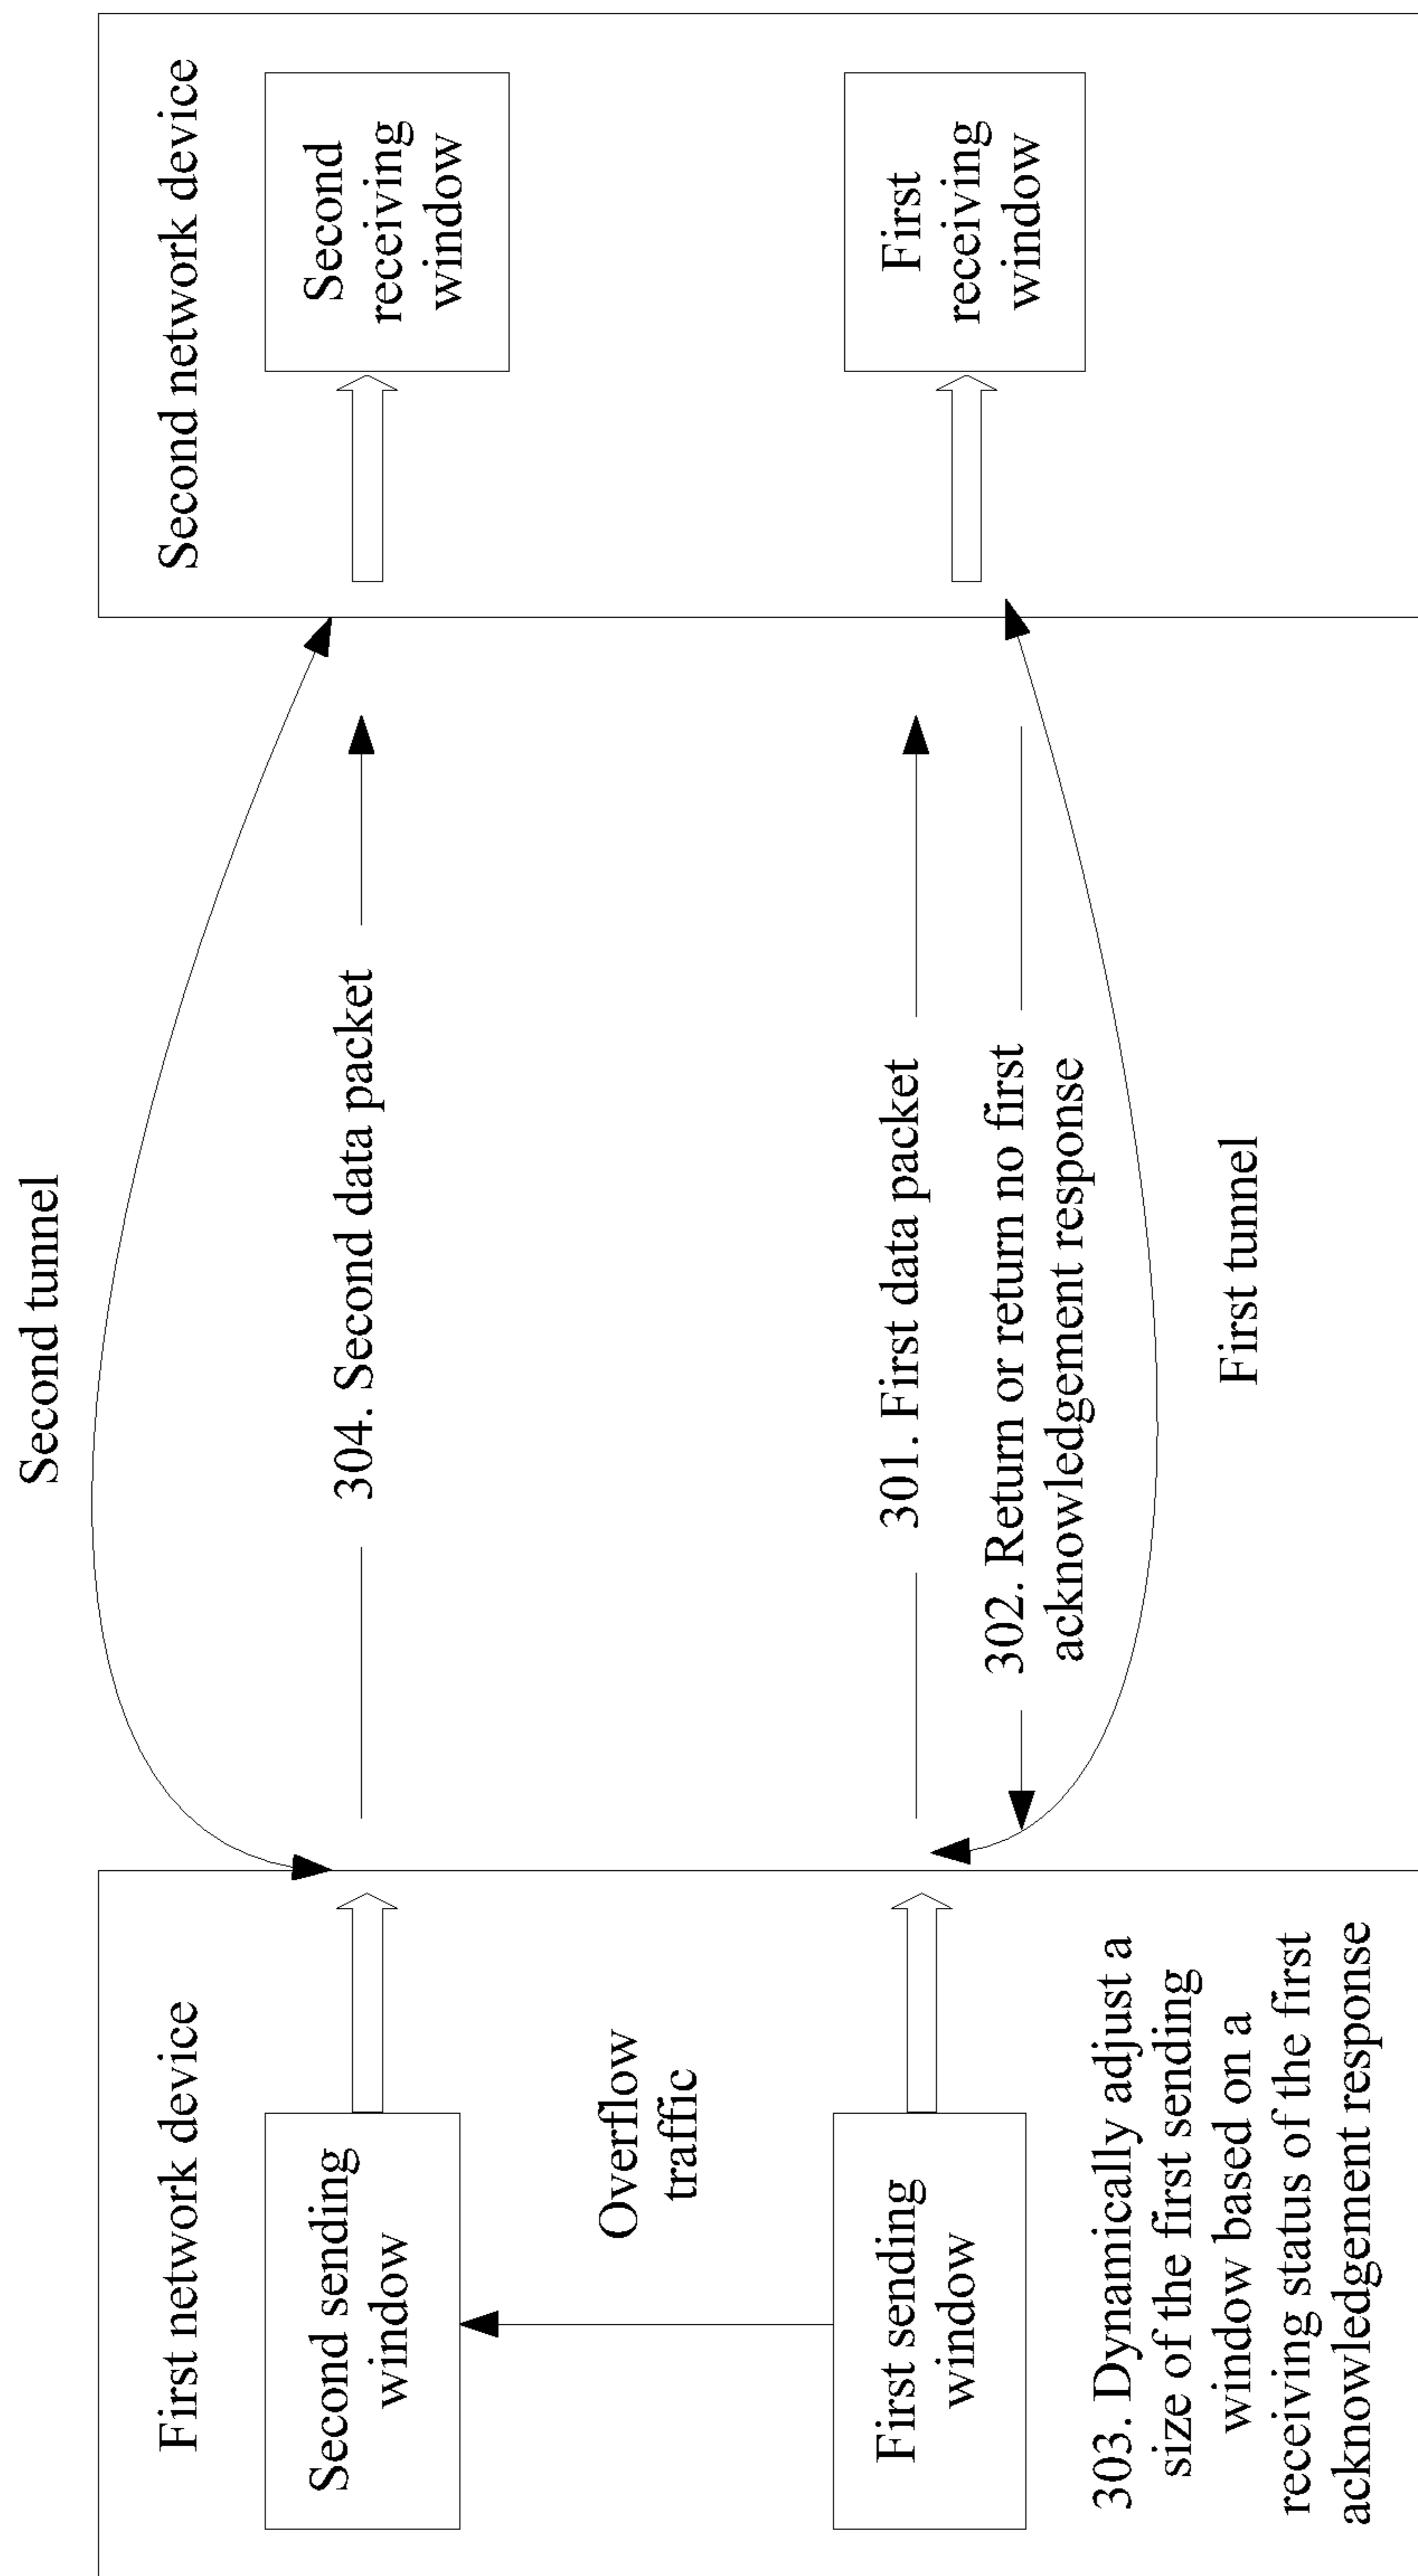 Second tunnel
First network device
Second network device
Second sending
window
304. Second data packet
Second
receiving
window
Overflow
traffic
First sending
window
301. First data packet
302. Return or return no first
acknowledgement response
First
receiving
window
303. Dynamically adjust a
size of the first sending
window based on a
receiving status of the first
acknowledgement response
First tunnel